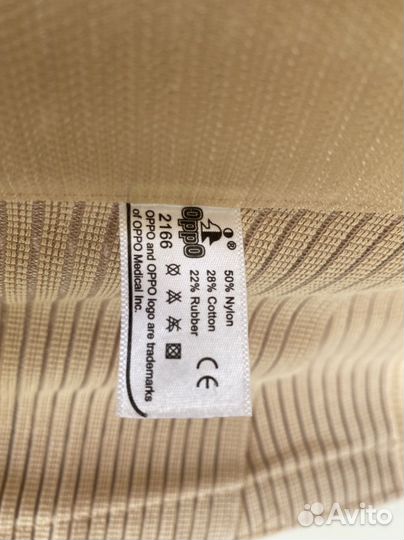 OppO ®
2166
OPPO and OPPO logo are trademarks
of OPPO Medical Inc.
50% Nylon
28% Cotton
22% Rubber
CE
Avito